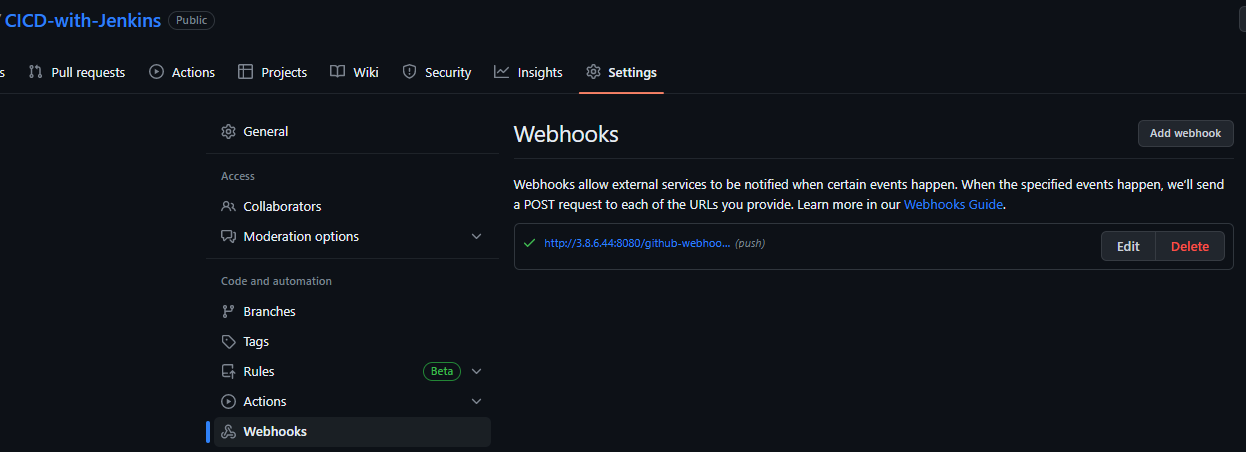 / CICD-with-Jenkins Public
s Pull requests Actions Projects Wiki Security Insights Settings
General
Access
Collaborators
Moderation options
Code and automation
Branches
Tags
Rules Beta
Actions
Webhooks
Webhooks Add webhook
Webhooks allow external services to be notified when certain events happen. When the specified events happen, we'll send
a POST request to each of the URLs you provide. Learn more in our Webhooks Guide.
http://3.8.6.44:8080/github-webhoo... (push) Edit Delete